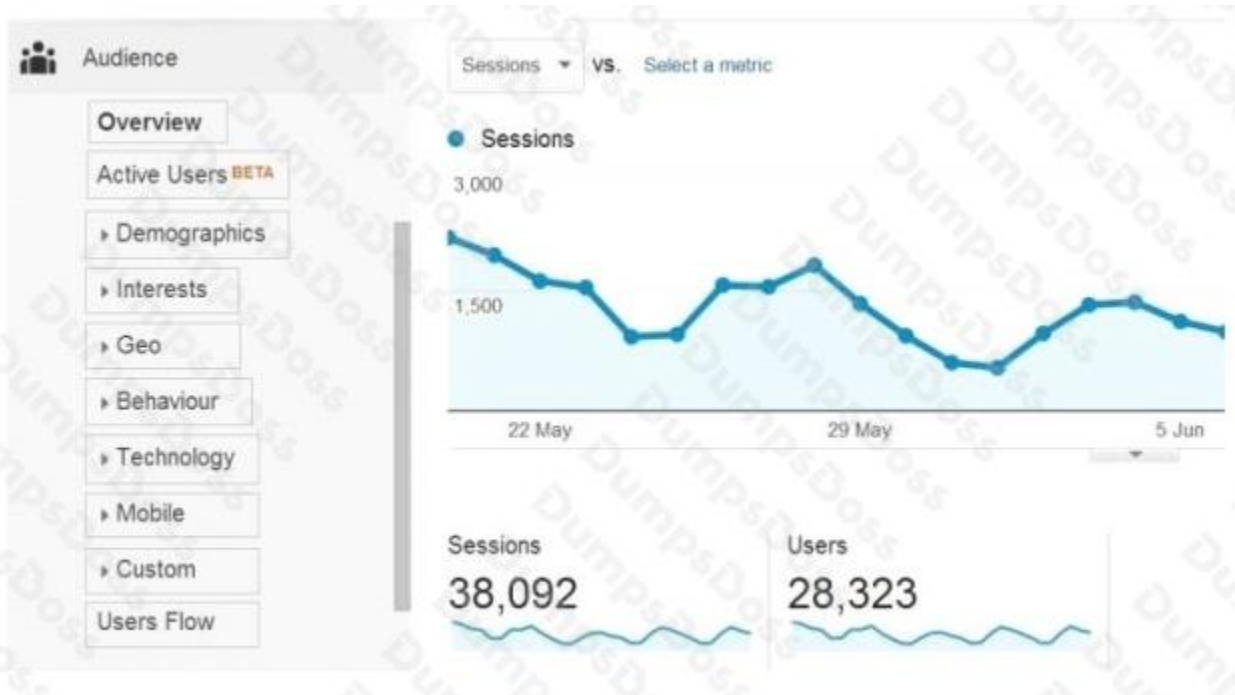 Audience
Overview
Active Users BETA
Demographics
Interests
Geo
Behaviour
Technology
Mobile
Custom
Users Flow
Sessions VS. Select a metric
Sessions
3,000
1,500
22 May 29 May 5 Jun
Sessions Users
38,092 28,323
DumpsDoss